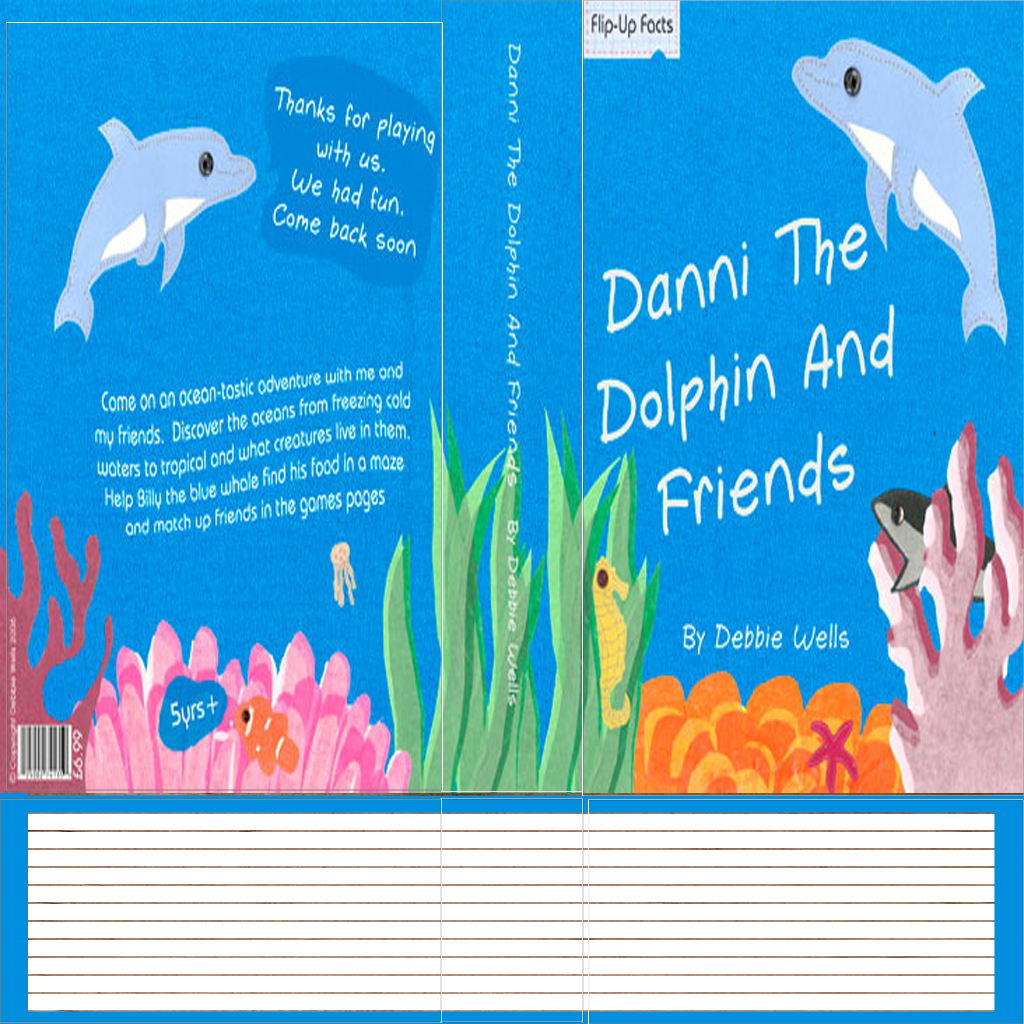 Thanks for playing
with us.
We had fun.
Come back soon
Come on an ocean-tastic adventure with me and
my friends. Discover the oceans from freezing cold
waters to tropical and what creatures live in them.
Help Billy the blue whale find his food in a maze
and match up friends in the games pages
5yrs+
© Copyright Debbie Wells 2006
£6.99
Danni The Dolphin And Friends By Debbie Wells
Flip-Up Facts
Danni The
Dolphin And
Friends
By Debbie Wells